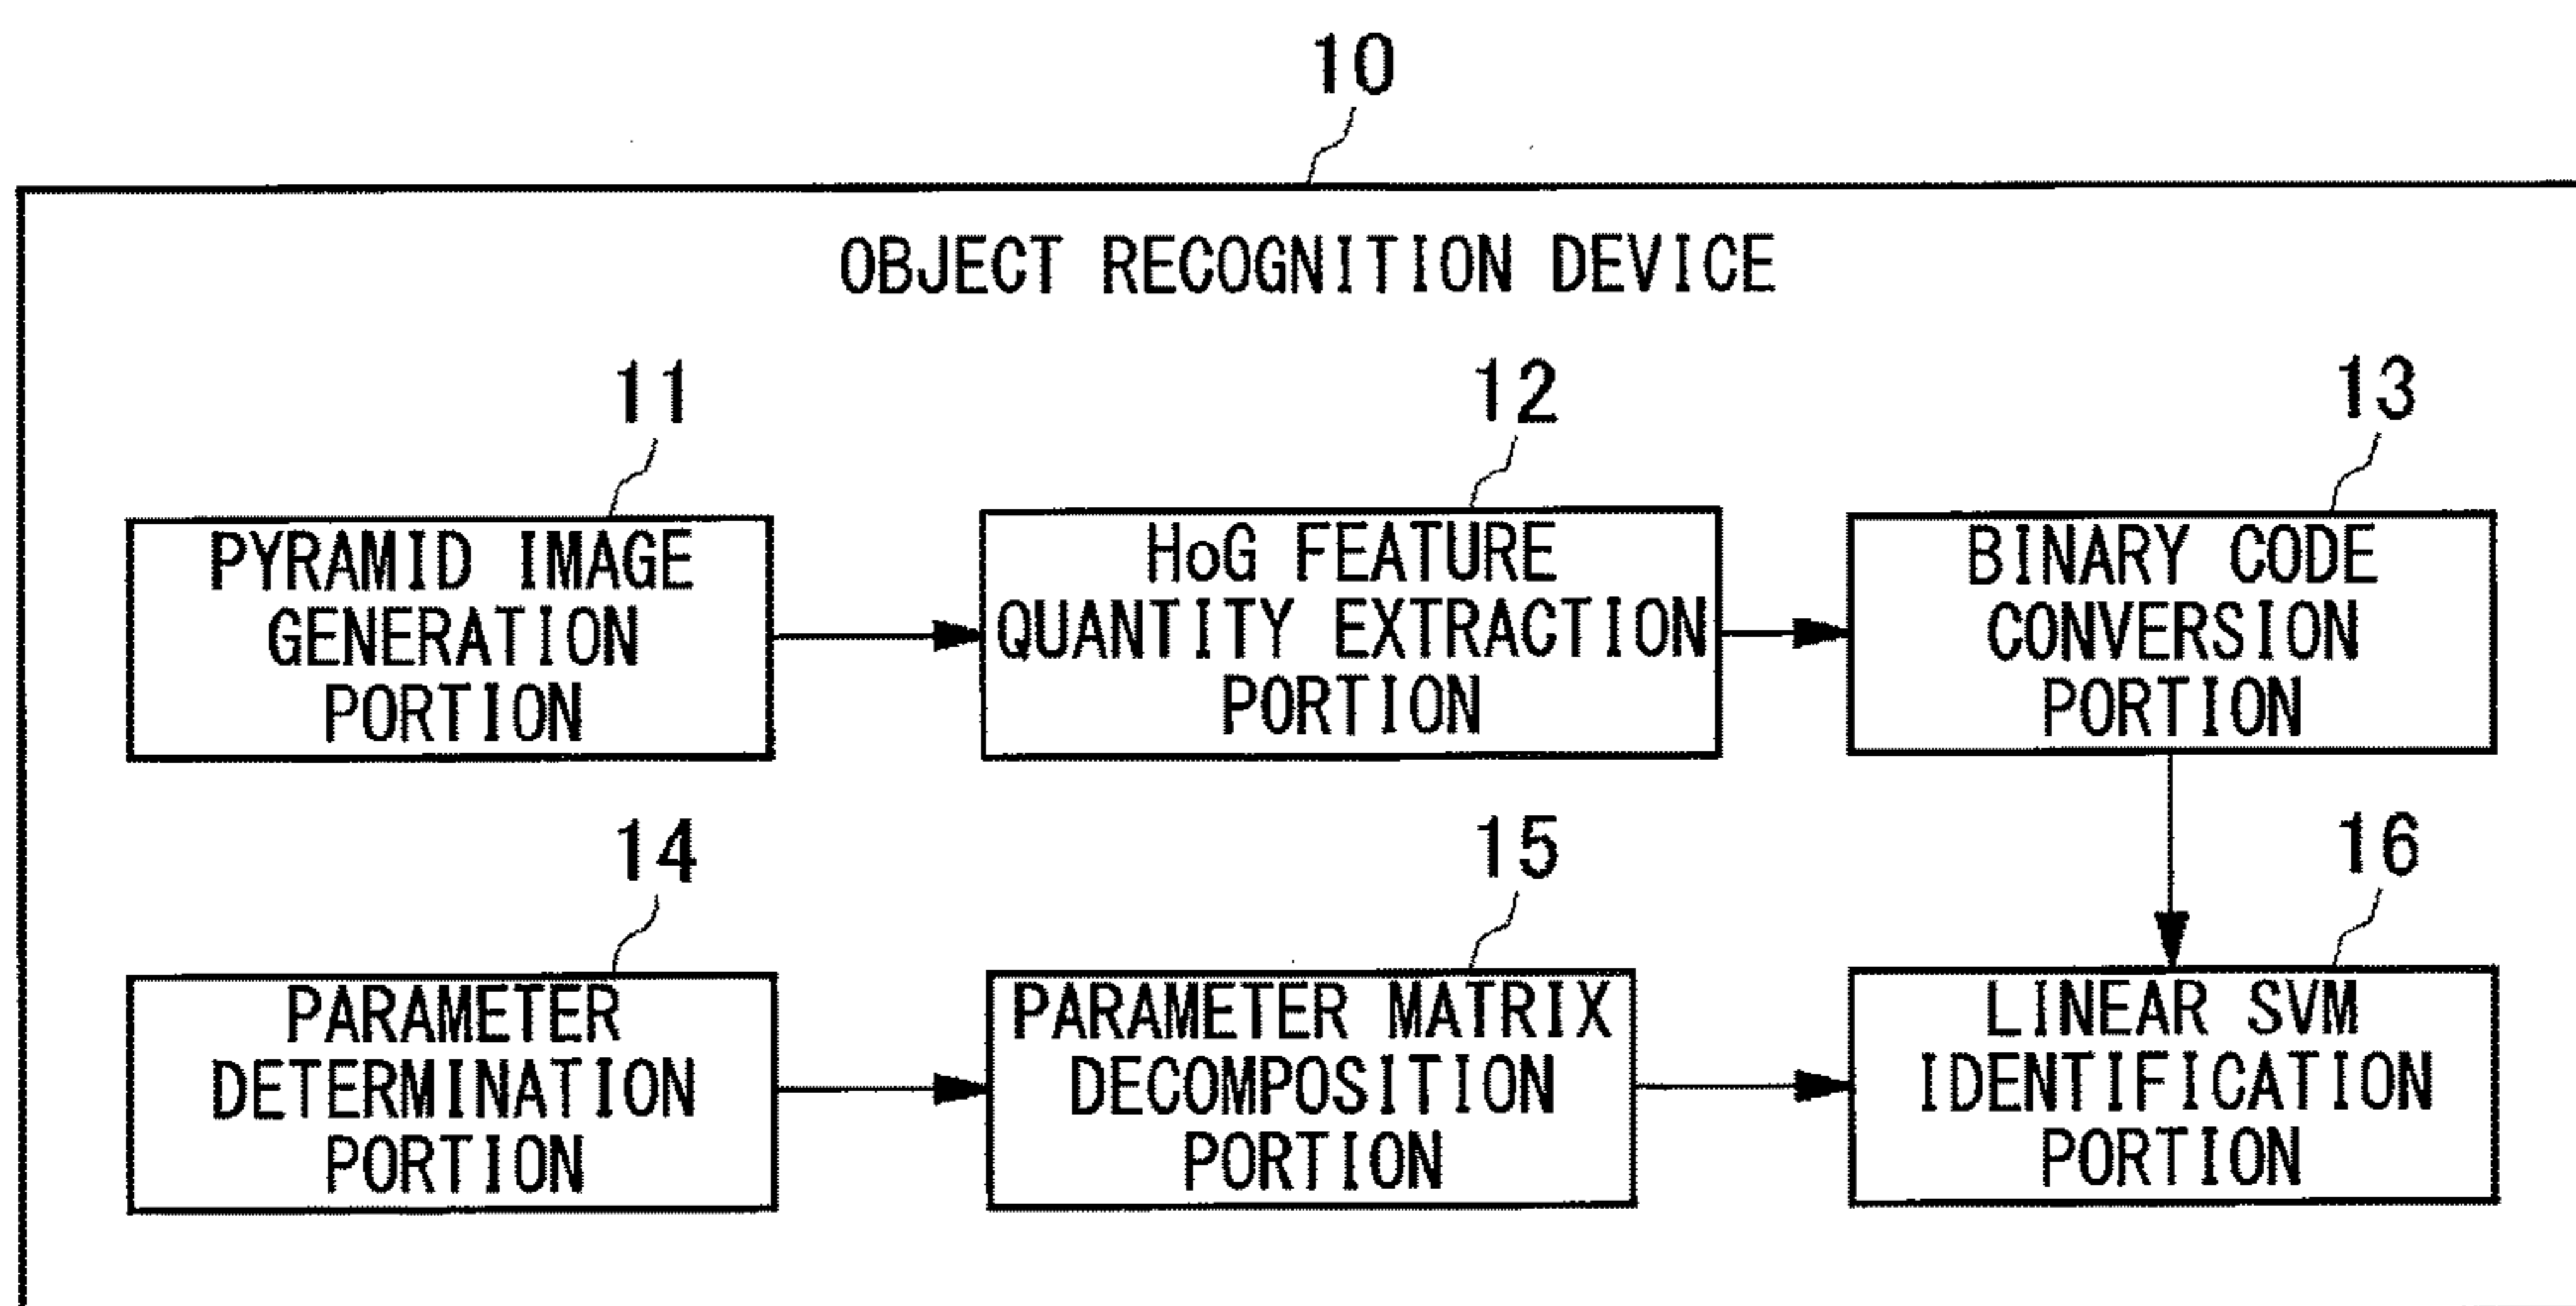 10
OBJECT RECOGNITION DEVICE
11
PYRAMID IMAGE
GENERATION
PORTION
12
HoG FEATURE
QUANTITY EXTRACTION
PORTION
13
BINARY CODE
CONVERSION
PORTION
14
PARAMETER
DETERMINATION
PORTION
15
PARAMETER MATRIX
DECOMPOSITION
PORTION
16
LINEAR SVM
IDENTIFICATION
PORTION